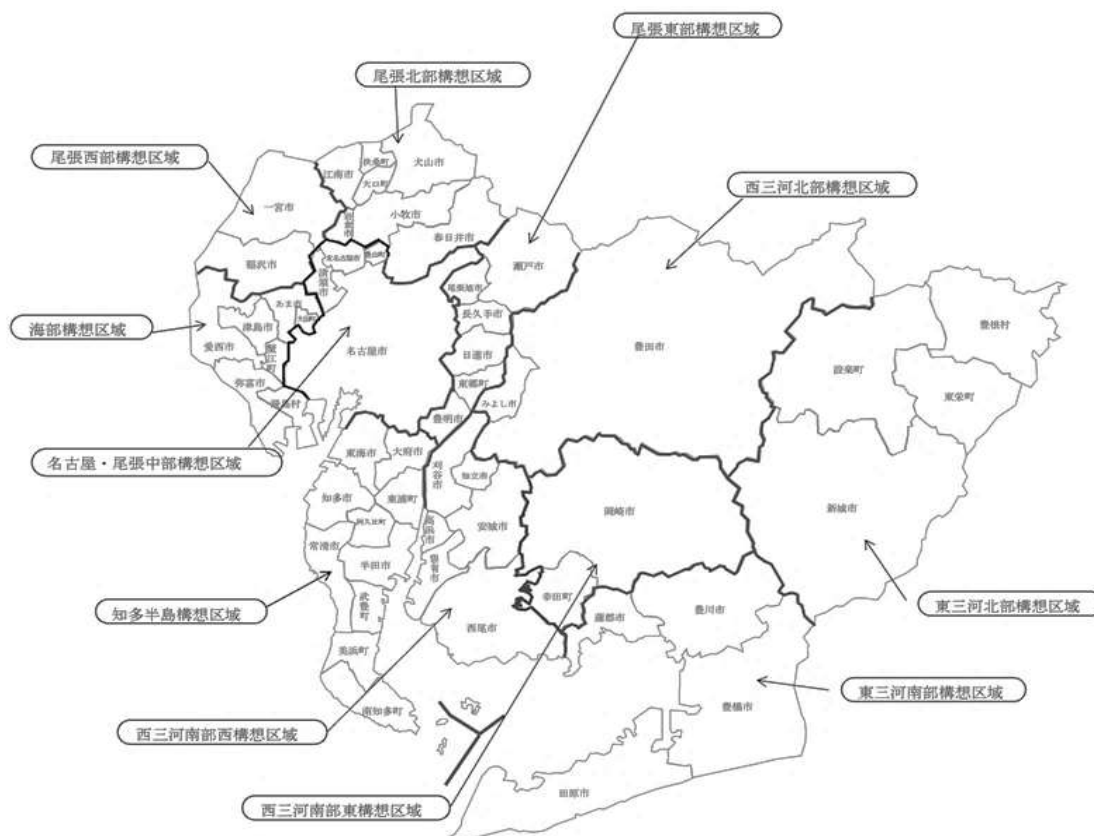 尾張東部構想区域
尾張北部構想区域
尾張西部構想区域
西三河北部構想区域
犬山市
扶桑町
江南市
大口町
一宮市
小牧市
岩倉市
春日井市
稲沢市
北名古屋市
豊山町
清須市
瀬戸市
尾張旭市
あま市
大治町
長久手市
海部構想区域
津島市
愛西市
蟹江町
名古屋市
日進市
豊田市
豊根村
設楽町
東栄町
弥富市
飛島村
東郷町
みよし市
豊明市
名古屋・尾張中部構想区域
東海市
大府市
刈谷市
知立市
知多市
東浦町
岡崎市
新城市
阿久比町
高浜市
安城市
常滑市
半田市
碧南市
幸田町
知多半島構想区域
武豊町
西尾市
蒲郡市
豊川市
東三河北部構想区域
美浜町
東三河南部構想区域
南知多町
豊橋市
西三河南部西構想区域
田原市
西三河南部東構想区域